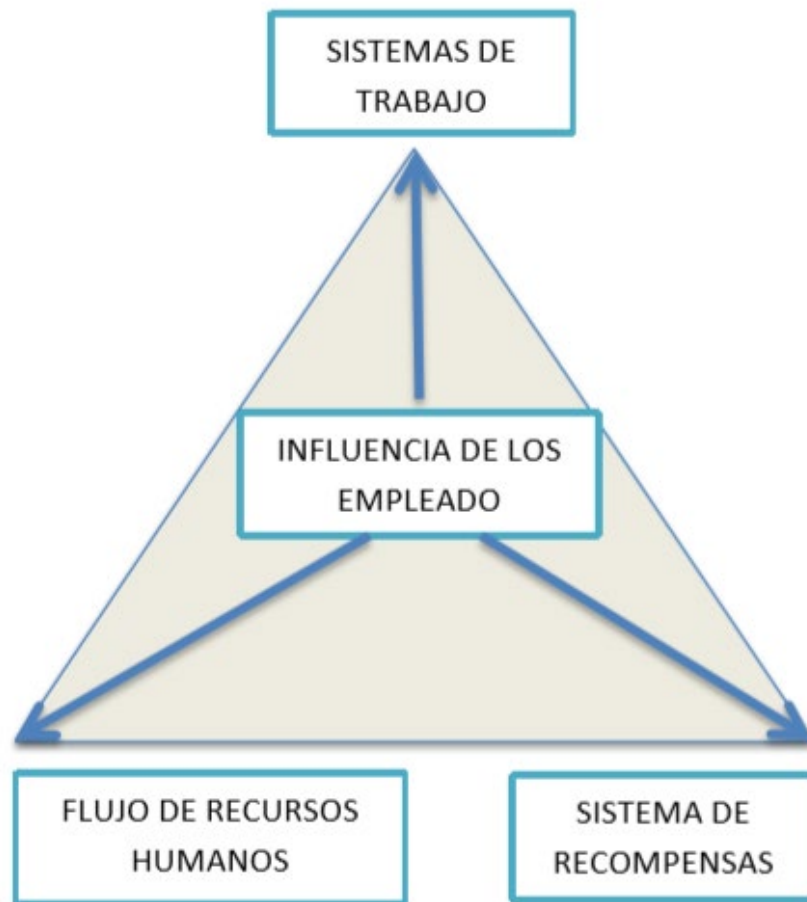 SISTEMAS DE
TRABAJO
INFLUENCIA DE LOS
EMPLEADO
FLUJO DE RECURSOS
HUMANOS
SISTEMA DE
RECOMPENSAS